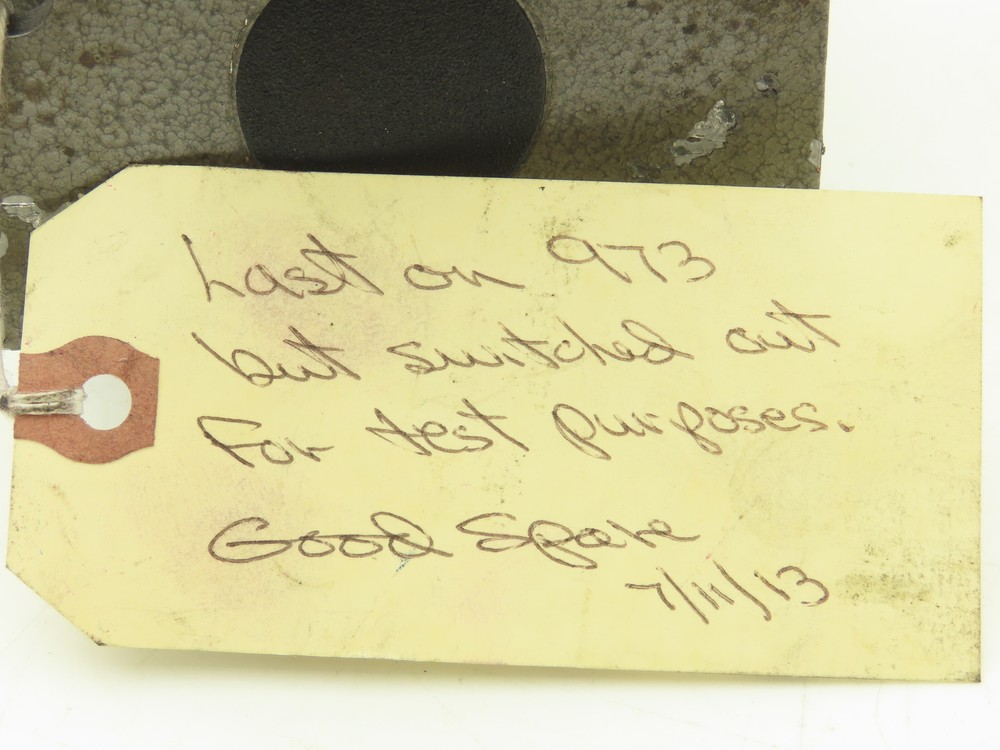 Last on 973
but switched out
For test purposes.
Good Spare
7/11/13